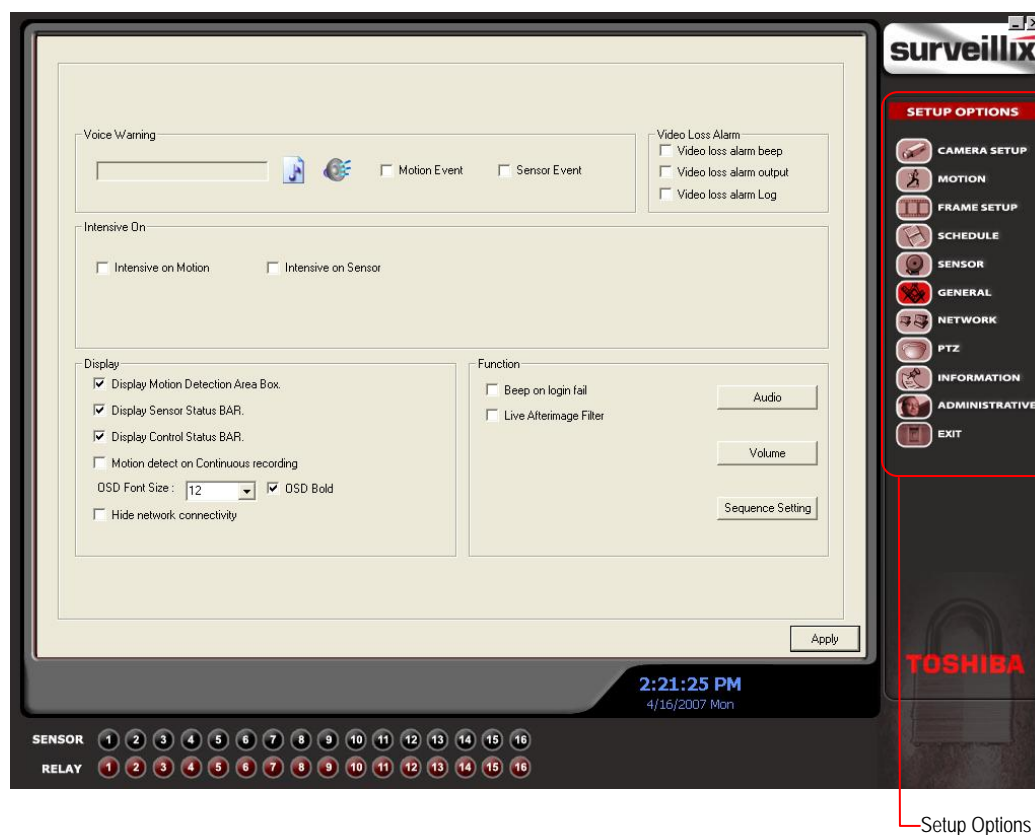 surveillix
SETUP OPTIONS
CAMERA SETUP
MOTION
FRAME SETUP
SCHEDULE
SENSOR
GENERAL
NETWORK
PTZ
INFORMATION
ADMINISTRATIVE
EXIT
Voice Warning
Motion Event
Sensor Event
Video Loss Alarm
Video loss alarm beep
Video loss alarm output
Video loss alarm Log
Intensive On
Intensive on Motion
Intensive on Sensor
Display
Display Motion Detection Area Box.
Display Sensor Status BAR.
Display Control Status BAR.
Motion detect on Continuous recording
OSD Font Size : 12 OSD Bold
Hide network connectivity
Function
Beep on login fail
Live Afterimage Filter
Audio
Volume
Sequence Setting
Apply
TOSHIBA
2:21:25 PM
4/16/2007 Mon
SENSOR 1 2 3 4 5 6 7 8 9 10 11 12 13 14 15 16
RELAY 1 2 3 4 5 6 7 8 9 10 11 12 13 14 15 16
Setup Options